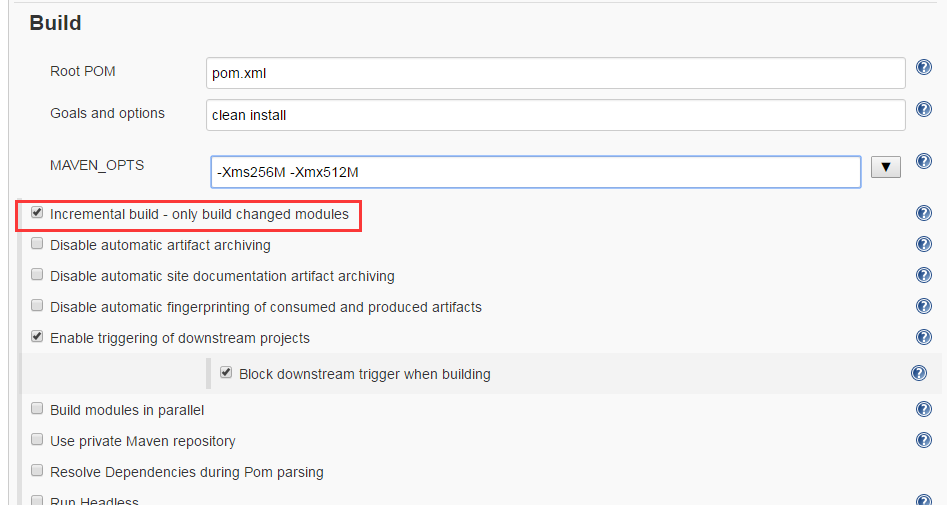 Build
Root POM pom.xml
Goals and options clean install
MAVEN_OPTS -Xms256M -Xmx512M
Incremental build - only build changed modules
Disable automatic artifact archiving
Disable automatic site documentation artifact archiving
Disable automatic fingerprinting of consumed and produced artifacts
Enable triggering of downstream projects
Block downstream trigger when building
Build modules in parallel
Use private Maven repository
Resolve Dependencies during Pom parsing
Run Headless